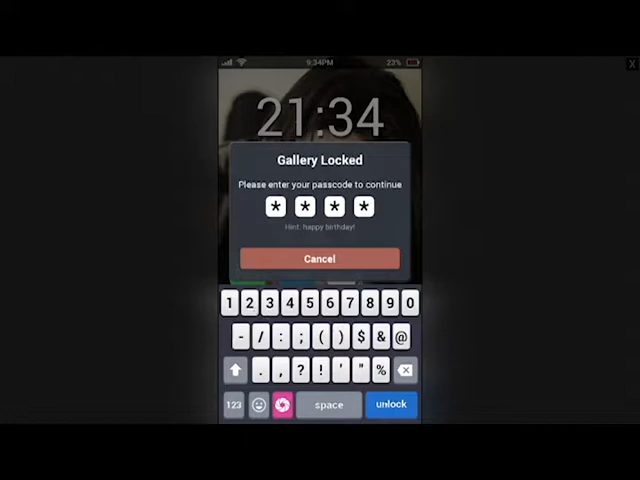 9:34PM 23%
X
21:34
Gallery Locked
Please enter your passcode to continue
* * * *
Hint: happy birthday!
Cancel
1 2 3 4 5 6 7 8 9 0
- / : ; ( ) $ & @
. , ? ! ' " %
123 space unlock